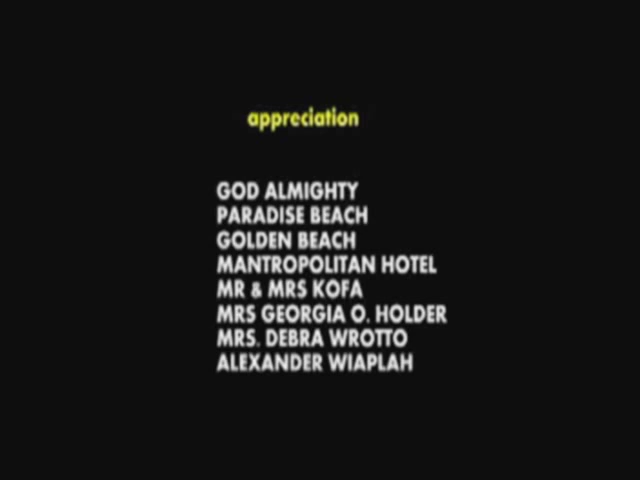 appreciation
GOD ALMIGHTY
PARADISE BEACH
GOLDEN BEACH
MANTROPOLITAN HOTEL
MR & MRS KOFA
MRS GEORGIA O. HOLDER
MRS. DEBRA WROTTO
ALEXANDER WIAPLAH